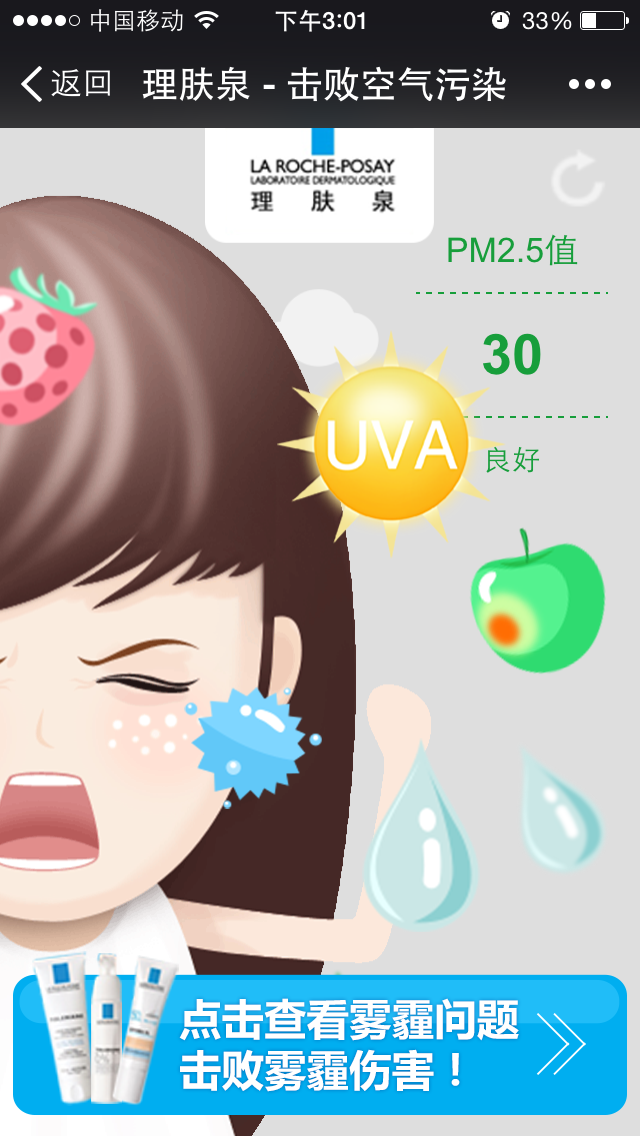 中国移动
下午3:01
33%
返回
理肤泉 - 击败空气污染
LA ROCHE-POSAY
LABORATOIRE DERMATOLOGIQUE
理 肤 泉
PM2.5值
30
UVA
良好
点击查看雾霾问题
击败雾霾伤害！